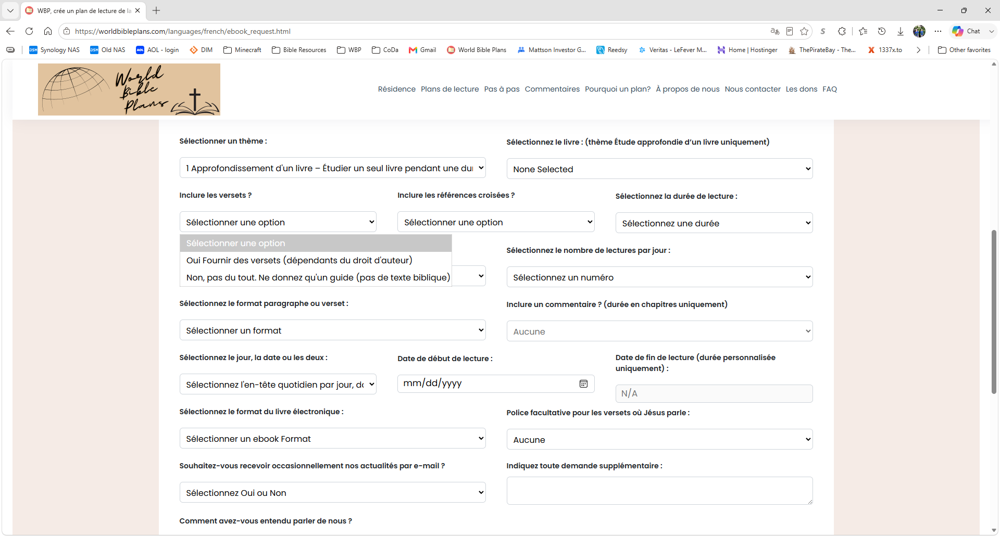 WBP, crée un plan de lecture de la
https://worldbibleplans.com/languages/french/ebook_request.html
Chat
Synology NAS
Old NAS
AOL - login
DIM
Minecraft
Bible Resources
WBP
CoDa
Gmail
World Bible Plans
Mattson Investor G...
Reedsy
Veritas - LeFever M...
Home | Hostinger
ThePirateBay - The...
1337x.to
Other favorites
World
Bible
Plans
Résidence Plans de lecture Pas à pas Commentaires Pourquoi un plan? À propos de nous Nous contacter Les dons FAQ
Sélectionner un thème :
Sélectionnez le livre : (thème Étude approfondie d’un livre uniquement)
1 Approfondissement d'un livre – Étudier un seul livre pendant une dur
None Selected
Inclure les versets ?
Inclure les références croisées ?
Sélectionnez la durée de lecture :
Sélectionner une option
Sélectionner une option
Sélectionnez une durée
Sélectionner une option
Oui Fournir des versets (dépendants du droit d'auteur)
Non, pas du tout. Ne donnez qu'un guide (pas de texte biblique)
Sélectionnez le nombre de lectures par jour :
Sélectionnez un numéro
Sélectionnez le format paragraphe ou verset :
Inclure un commentaire ? (durée en chapitres uniquement)
Sélectionner un format
Aucune
Sélectionnez le jour, la date ou les deux :
Date de début de lecture :
Date de fin de lecture (durée personnalisée
uniquement) :
Sélectionnez l'en-tête quotidien par jour, da
mm/dd/yyyy
N/A
Sélectionnez le format du livre électronique :
Police facultative pour les versets où Jésus parle :
Sélectionner un ebook Format
Aucune
Souhaitez-vous recevoir occasionnellement nos actualités par e-mail ?
Indiquez toute demande supplémentaire :
Sélectionnez Oui ou Non
Comment avez-vous entendu parler de nous ?